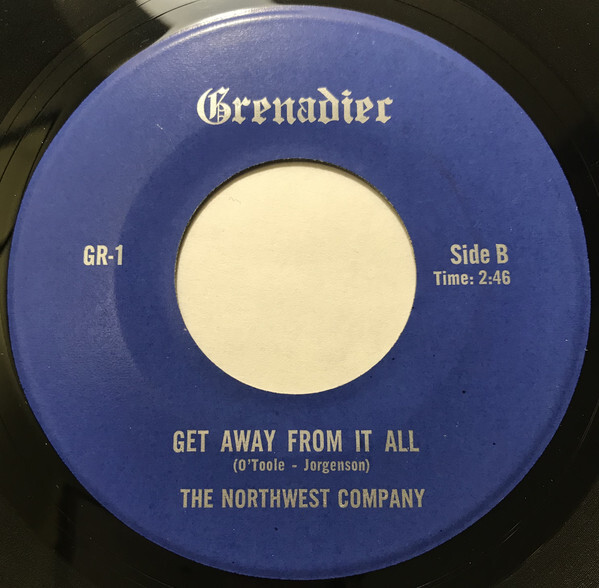 Grenadier
GR-1
Side B
Time: 2:46
GET AWAY FROM IT ALL
(O'Toole - Jorgenson)
THE NORTHWEST COMPANY